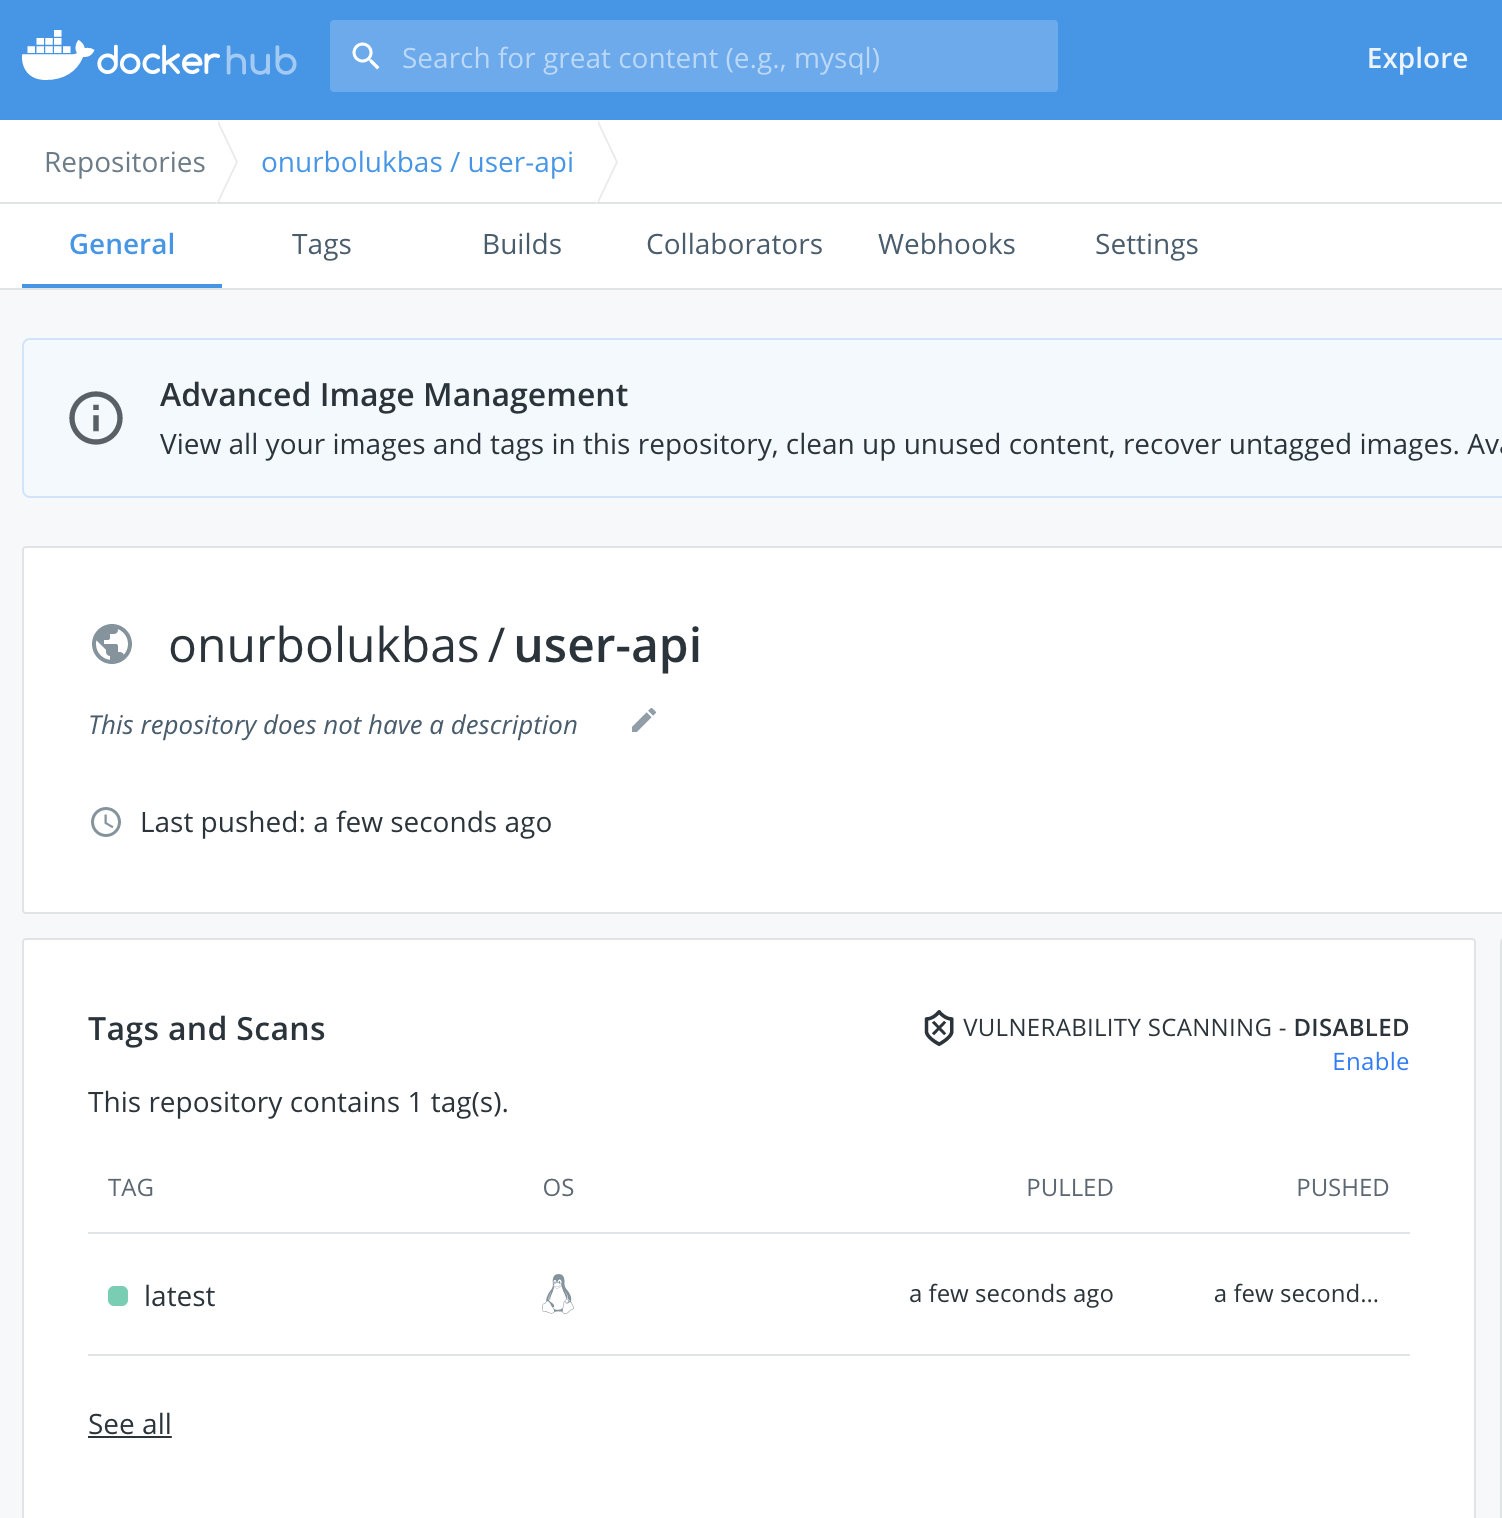 docker hub
Search for great content (e.g., mysql)
Explore
Repositories
onurbolukbas / user-api
General
Tags
Builds
Collaborators
Webhooks
Settings
Advanced Image Management
View all your images and tags in this repository, clean up unused content, recover untagged images. Ava
onurbolukbas / user-api
This repository does not have a description
Last pushed: a few seconds ago
Tags and Scans
VULNERABILITY SCANNING - DISABLED
Enable
This repository contains 1 tag(s).
TAG
OS
PULLED
PUSHED
latest
a few seconds ago
a few second...
See all